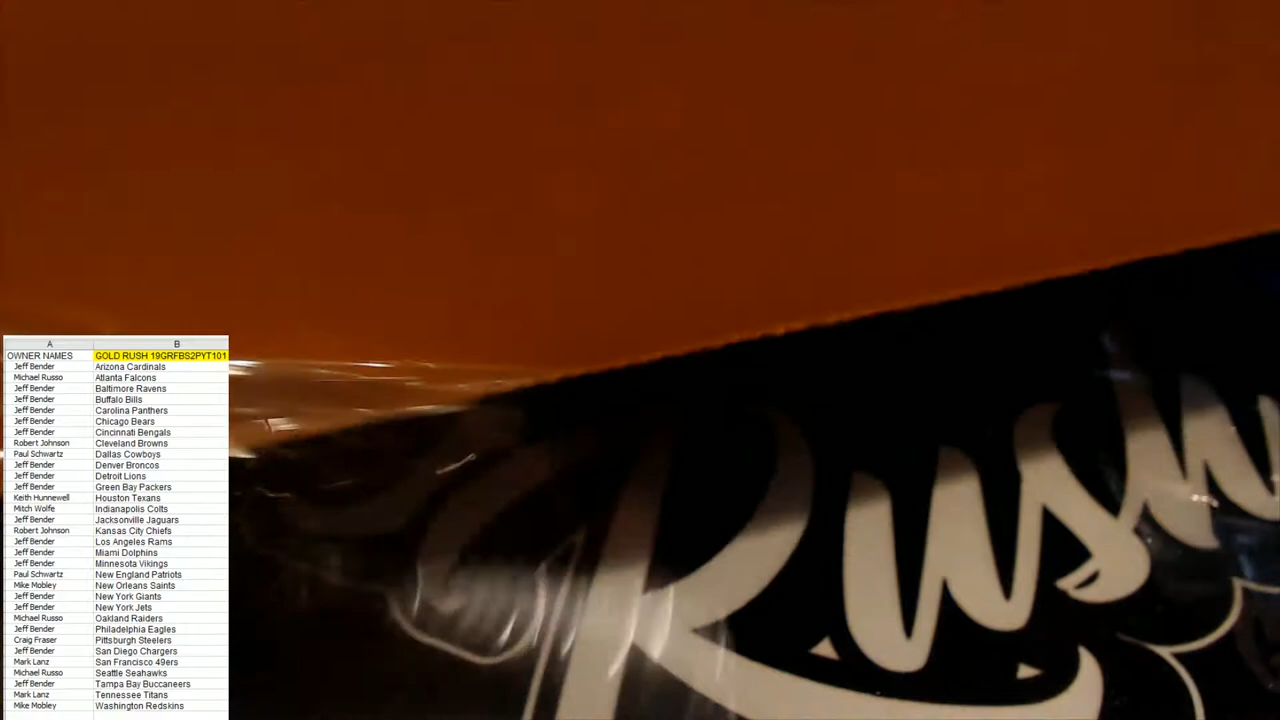 A B
OWNER NAMES GOLD RUSH 19GRFBS2PYT101
Jeff Bender Arizona Cardinals
Michael Russo Atlanta Falcons
Jeff Bender Baltimore Ravens
Jeff Bender Buffalo Bills
Jeff Bender Carolina Panthers
Jeff Bender Chicago Bears
Jeff Bender Cincinnati Bengals
Robert Johnson Cleveland Browns
Paul Schwartz Dallas Cowboys
Jeff Bender Denver Broncos
Jeff Bender Detroit Lions
Jeff Bender Green Bay Packers
Keith Hunnewell Houston Texans
Mitch Wolfe Indianapolis Colts
Jeff Bender Jacksonville Jaguars
Robert Johnson Kansas City Chiefs
Jeff Bender Los Angeles Rams
Jeff Bender Miami Dolphins
Jeff Bender Minnesota Vikings
Paul Schwartz New England Patriots
Mike Mobley New Orleans Saints
Jeff Bender New York Giants
Jeff Bender New York Jets
Michael Russo Oakland Raiders
Jeff Bender Philadelphia Eagles
Craig Fraser Pittsburgh Steelers
Jeff Bender San Diego Chargers
Mark Lanz San Francisco 49ers
Michael Russo Seattle Seahawks
Jeff Bender Tampa Bay Buccaneers
Mark Lanz Tennessee Titans
Mike Mobley Washington Redskins
Rush